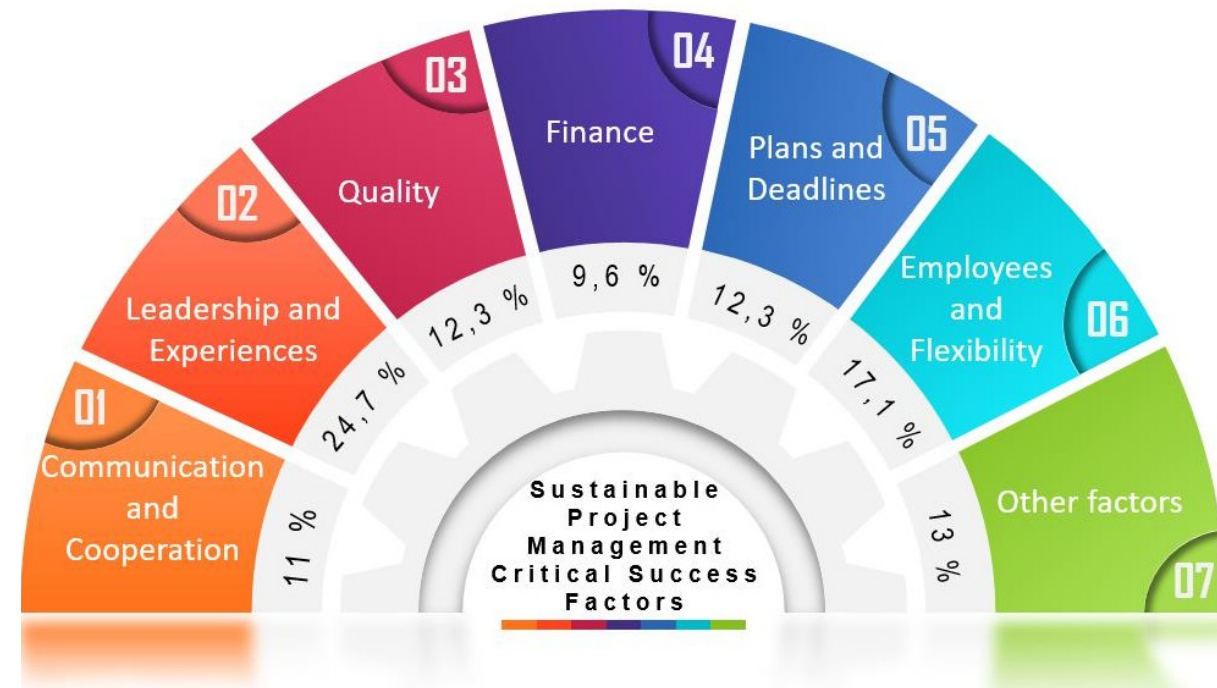 01
Communication
and
Cooperation
11 %
02
Leadership and
Experiences
24,7 %
03
Quality
12,3 %
04
Finance
9,6 %
05
Plans and
Deadlines
12,3 %
06
Employees
and
Flexibility
17,1 %
07
Other factors
13 %
Sustainable
Project
Management
Critical Success
Factors